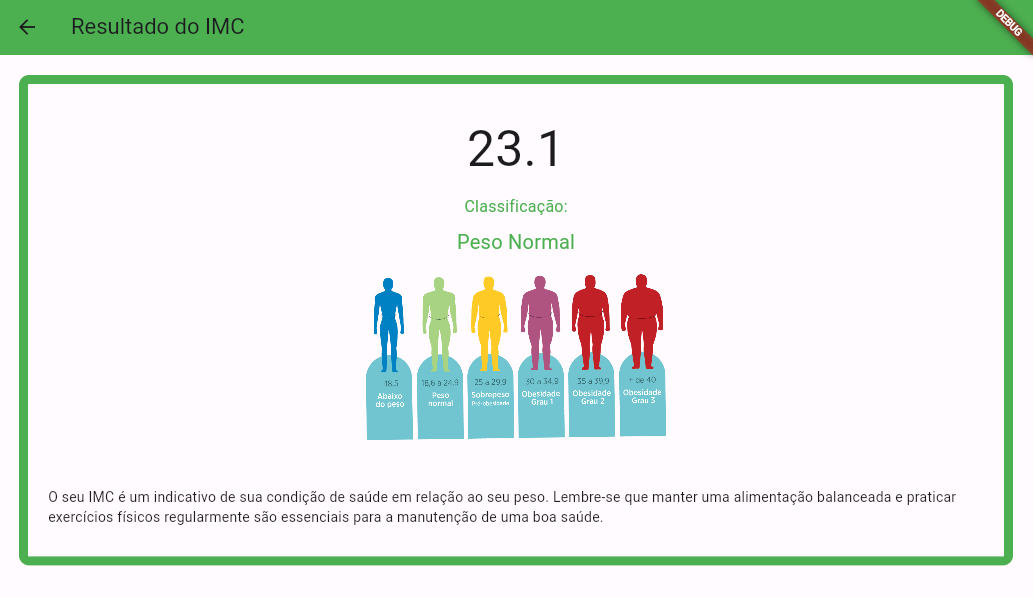 Resultado do IMC
DEBUG
23.1
Classificação:
Peso Normal
18,5
18,6 a 24,9
25 a 29,9
30 a 34,9
35 a 39,9
+ de 40
Abaixo
do peso
Peso
normal
Sobrepeso
Pré-obesidade
Obesidade
Grau 1
Obesidade
Grau 2
Obesidade
Grau 3
O seu IMC é um indicativo de sua condição de saúde em relação ao seu peso. Lembre-se que manter uma alimentação balanceada e praticar
exercícios físicos regularmente são essenciais para a manutenção de uma boa saúde.